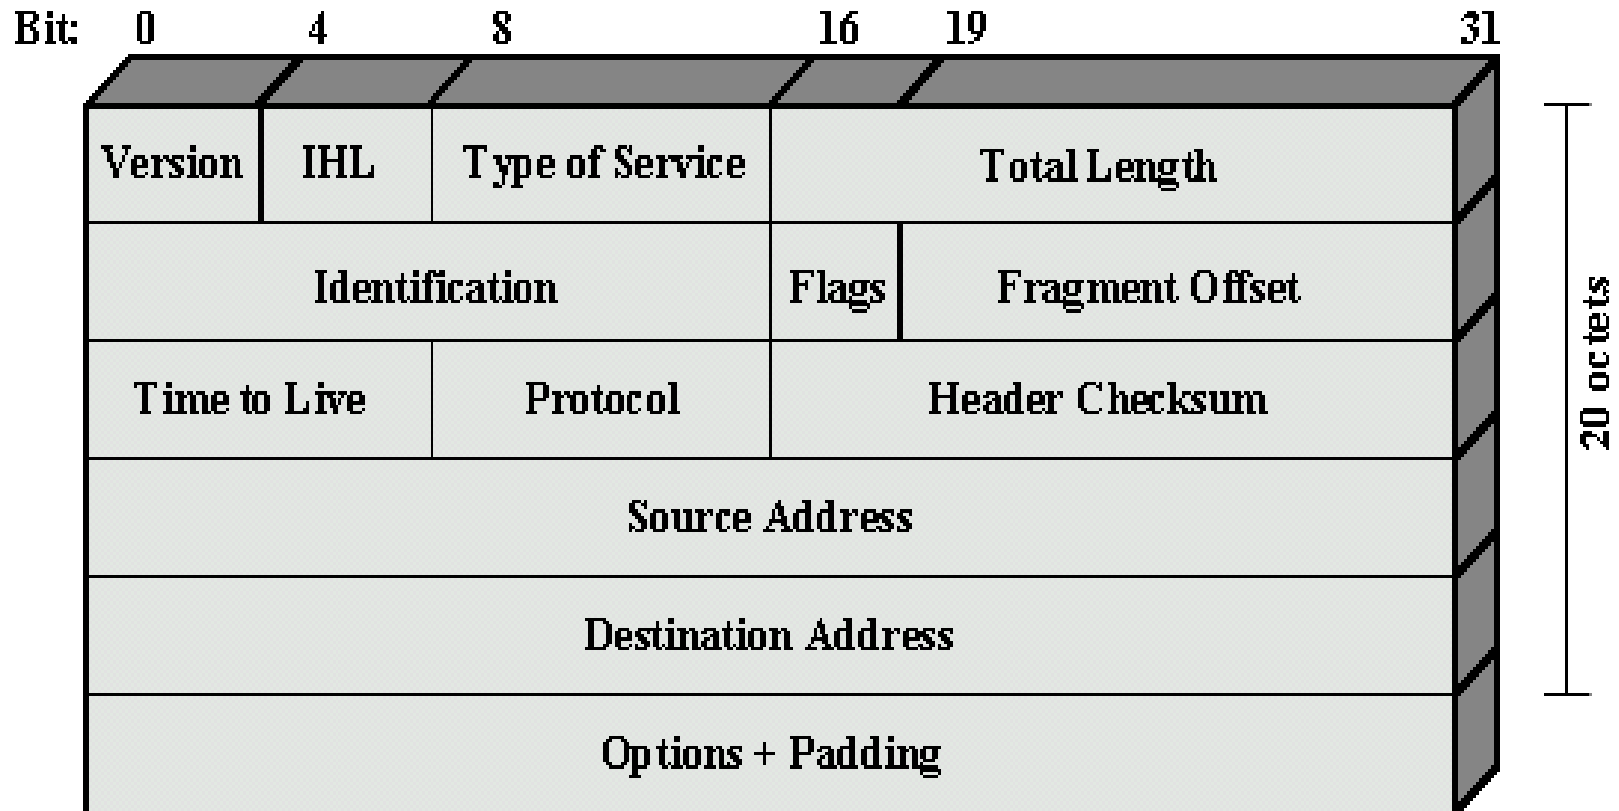 Bit: 0 4 8 16 19 31
Version IHL Type of Service Total Length
Identification Flags Fragment Offset
Time to Live Protocol Header Checksum
Source Address
Destination Address
Options + Padding
20 octets